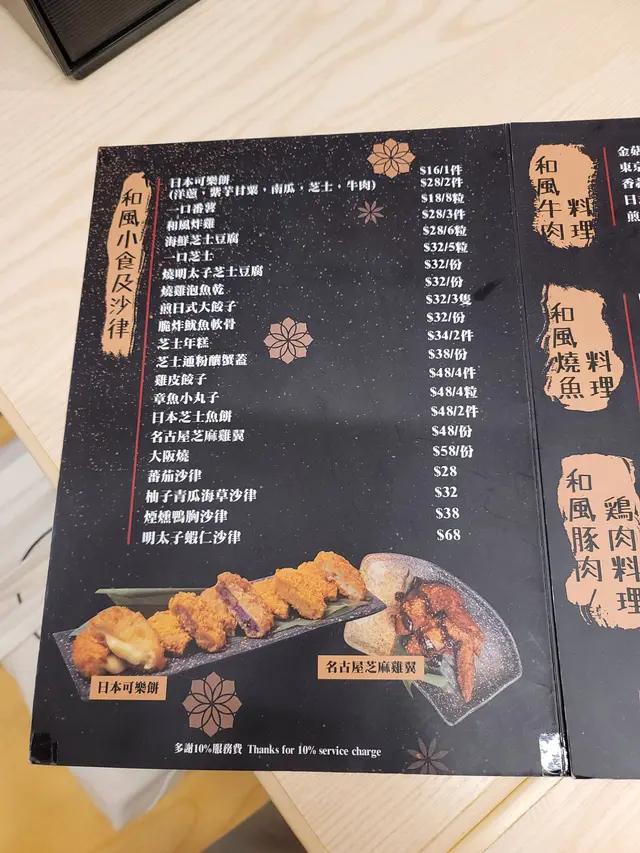 和風小食及沙律
日本可樂餅 $16/1件
(洋蔥，紫芋甘粟，南瓜，芝士，牛肉) $28/2件
一口番薯 $18/8粒
和風炸雞 $28/3件
海鮮芝士豆腐 $28/6粒
一口芝士 $32/5粒
燒明太子芝士豆腐 $32/份
燒雞泡魚乾 $32/份
煎日式大餃子 $32/3隻
脆炸魷魚軟骨 $32/份
芝士年糕 $34/2件
芝士通粉釀蟹蓋 $38/份
雞皮餃子 $48/4件
章魚小丸子 $48/4粒
日本芝士魚餅 $48/2件
名古屋芝麻雞翼 $48/份
大阪燒 $58/份
蕃茄沙律 $28
柚子青瓜海草沙律 $32
煙燻鴨胸沙律 $38
明太子蝦仁沙律 $68
日本可樂餅
名古屋芝麻雞翼
多謝10%服務費 Thanks for 10% service charge
和風牛肉料理
金菇
東京
香
日
煎
和風燒魚料理
和風豚肉/鶏肉料理